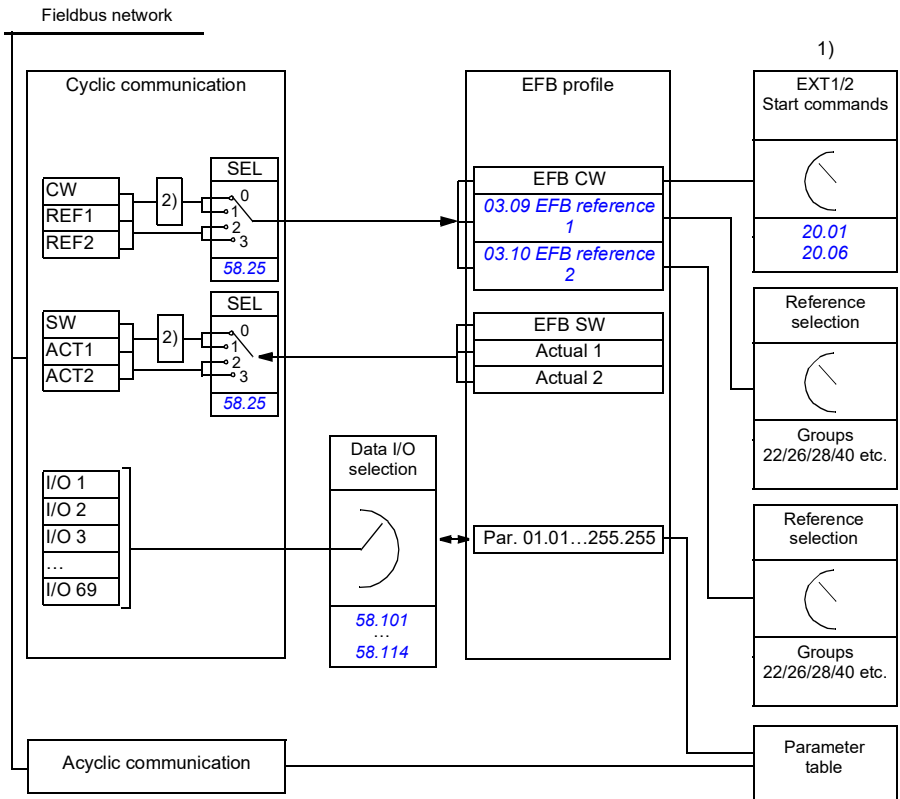 Fieldbus network
1)
Cyclic communication
EFB profile
EXT1/2
Start commands
SEL
CW
REF1
REF2
2)
0
1
2
3
58.25
EFB CW
03.09 EFB reference
1
03.10 EFB reference
2
20.01
20.06
SEL
SW
ACT1
ACT2
2)
0
1
2
3
58.25
EFB SW
Actual 1
Actual 2
Reference
selection
Groups
22/26/28/40 etc.
I/O 1
I/O 2
I/O 3
…
I/O 69
Data I/O
selection
58.101
…
58.114
Par. 01.01…255.255
Reference
selection
Groups
22/26/28/40 etc.
Acyclic communication
Parameter
table